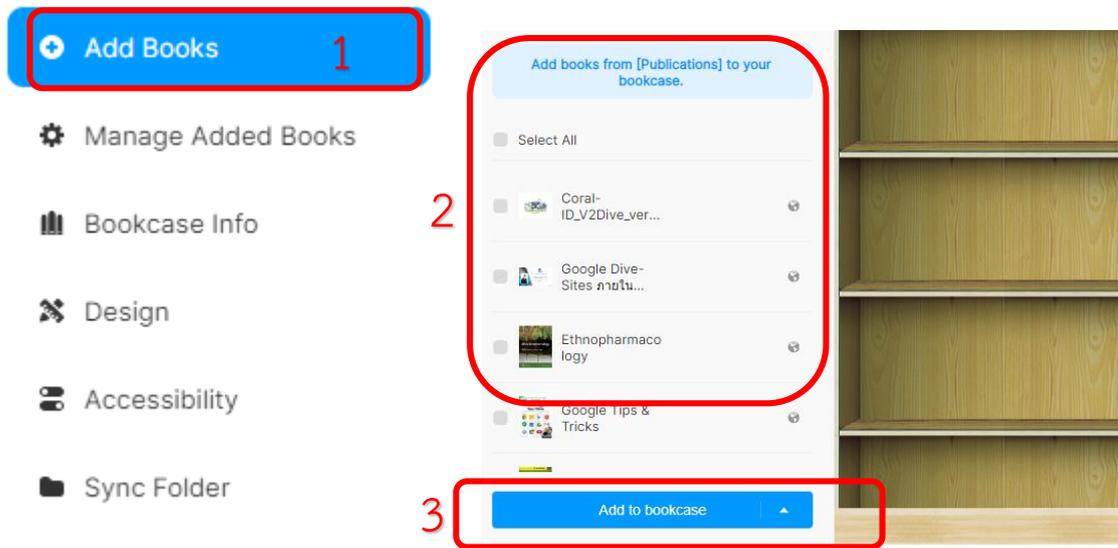 Add Books
1
Manage Added Books
Bookcase Info
Design
Accessibility
Sync Folder
Add books from [Publications] to your
bookcase.
Select All
2
Coral-
ID_V2Dive_ver...
Google Dive-
Sites ภายใน...
Ethnopharmaco
logy
Google Tips &
Tricks
3
Add to bookcase